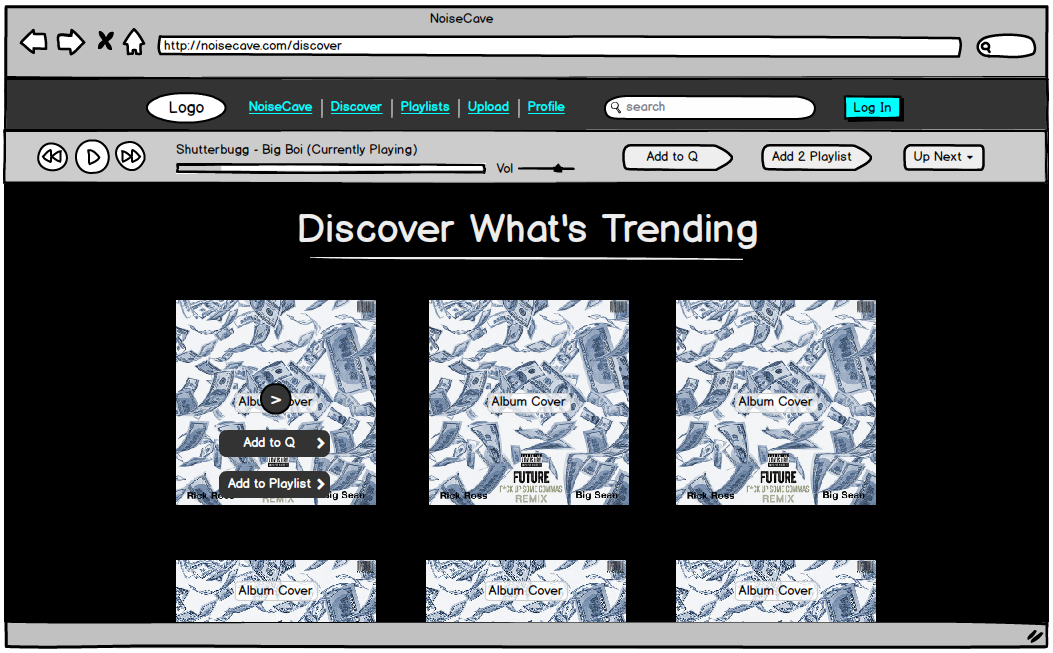 NoiseCave
http://noisecave.com/discover
Logo
NoiseCave | Discover | Playlists | Upload | Profile
search
Log In
Shutterbugg - Big Boi (Currently Playing)
Vol
Add to Q
Add 2 Playlist
Up Next
Discover What's Trending
Album Cover
>
Add to Q
Add to Playlist
Rick Ross
Big Sean
REMIX
Album Cover
FUTURE
F*CK UP SOME COMMAS
REMIX
Rick Ross
Big Sean
Album Cover
FUTURE
F*CK UP SOME COMMAS
REMIX
Rick Ross
Big Sean
Album Cover
Album Cover
Album Cover